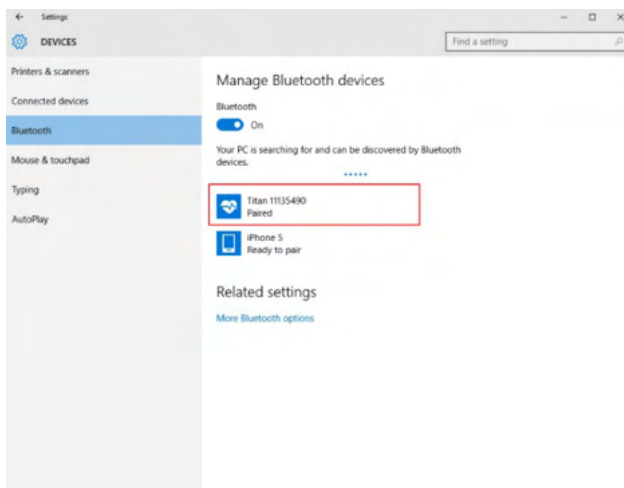 Settings
DEVICES
Find a setting
Printers & scanners
Connected devices
Bluetooth
Mouse & touchpad
Typing
AutoPlay
Manage Bluetooth devices
Bluetooth
On
Your PC is searching for and can be discovered by Bluetooth
devices.
Titan 11135490
Paired
iPhone 5
Ready to pair
Related settings
More Bluetooth options